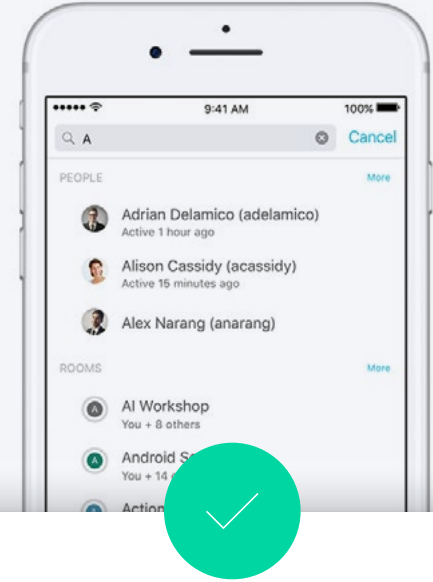 9:41 AM
100%
A
Cancel
PEOPLE
More
Adrian Delamico (adelamico)
Active 1 hour ago
Alison Cassidy (acassidy)
Active 15 minutes ago
Alex Narang (anarang)
ROOMS
More
A
AI Workshop
You + 8 others
A
Android
You + 14